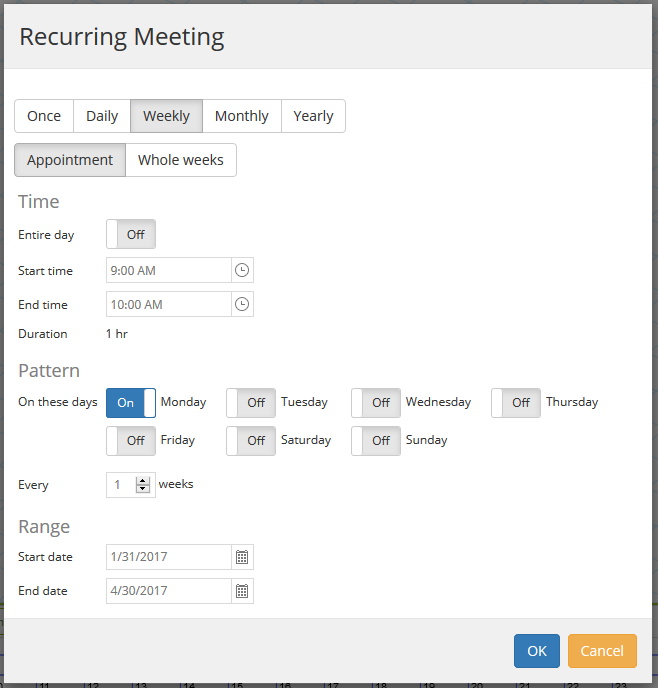 Recurring Meeting
Once Daily Weekly Monthly Yearly
Appointment Whole weeks
Time
Entire day Off
Start time 9:00 AM
End time 10:00 AM
Duration 1 hr
Pattern
On these days On Monday Off Tuesday Off Wednesday Off Thursday
Off Friday Off Saturday Off Sunday
Every 1 weeks
Range
Start date 1/31/2017
End date 4/30/2017
OK Cancel
11 12 13 14 15 16 17 18 19 20 21 22 23